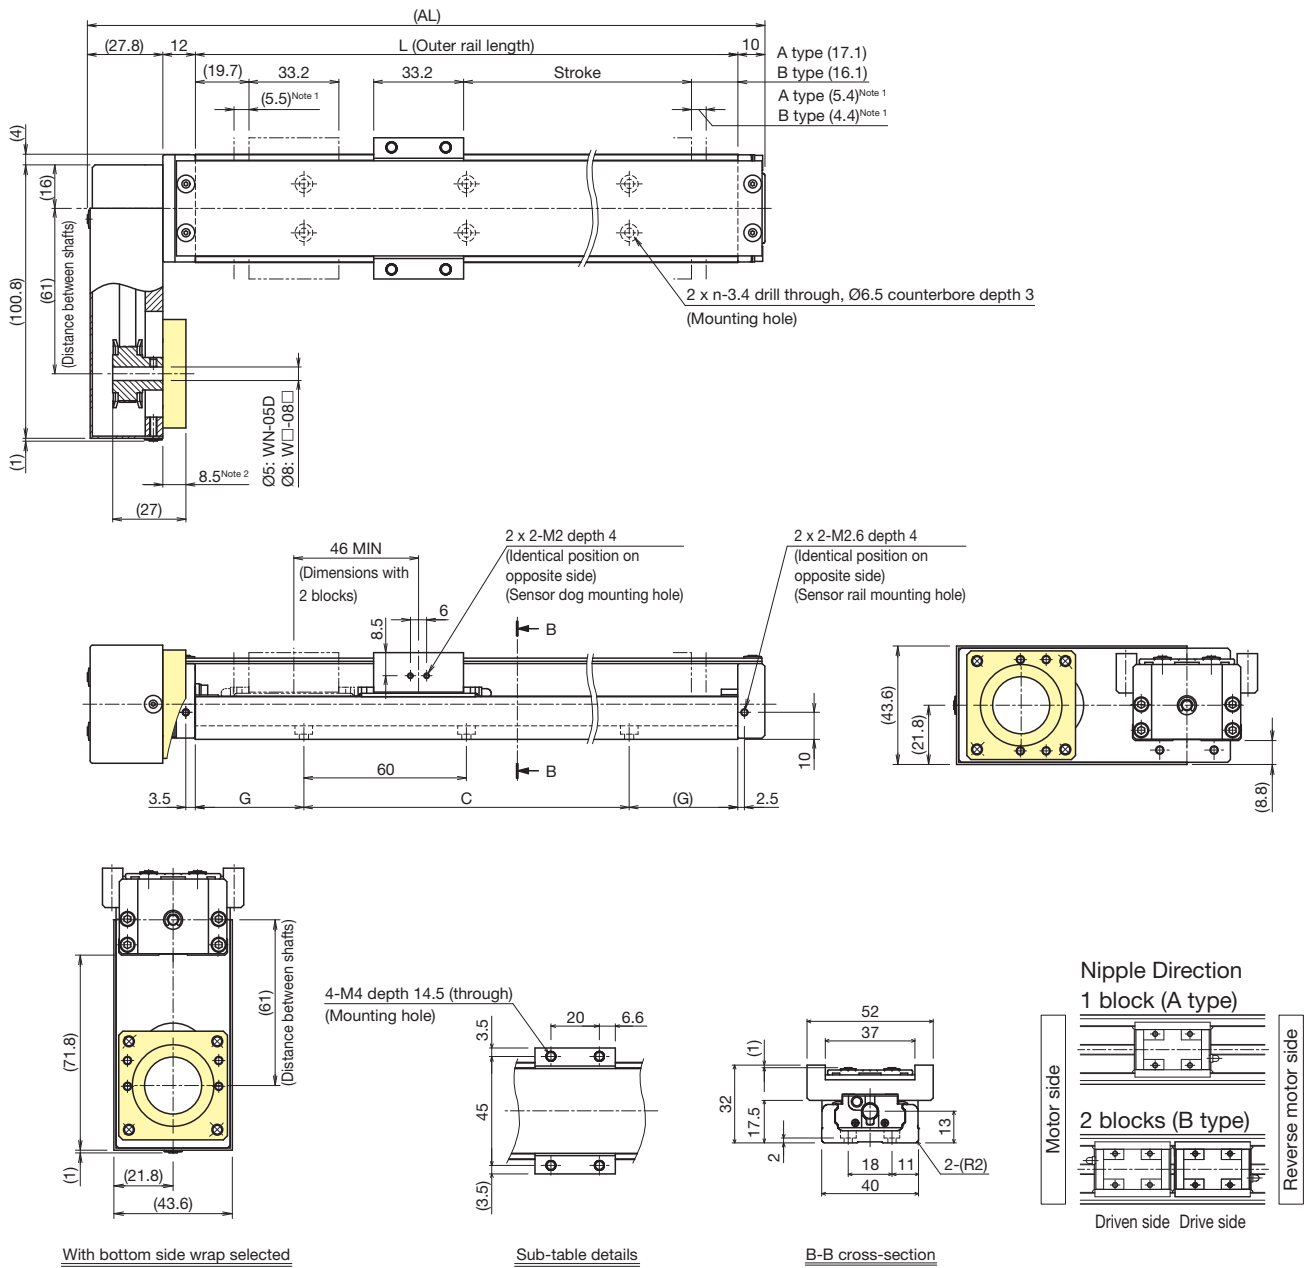 (AL)
(27.8)
12
L (Outer rail length)
10
A type (17.1)
B type (16.1)
(19.7)
33.2
33.2
Stroke
(5.5)Note 1
A type (5.4)Note 1
B type (4.4)Note 1
(4)
(16)
(100.8)
(61)
(Distance between shafts)
(1)
2 x n-3.4 drill through, Ø6.5 counterbore depth 3
(Mounting hole)
8.5Note 2
(27)
Ø5: WN-05D
Ø8: W□-08□
46 MIN
(Dimensions with
2 blocks)
2 x 2-M2 depth 4
(Identical position on
opposite side)
(Sensor dog mounting hole)
2 x 2-M2.6 depth 4
(Identical position on
opposite side)
(Sensor rail mounting hole)
8.5
6
B
B
60
10
3.5
G
C
(G)
2.5
(43.6)
(21.8)
(8.8)
(71.8)
(61)
(Distance between shafts)
(1)
(21.8)
(43.6)
With bottom side wrap selected
4-M4 depth 14.5 (through)
(Mounting hole)
20
6.6
3.5
45
(3.5)
Sub-table details
52
37
(1)
32
17.5
2
13
18
11
40
2-(R2)
B-B cross-section
Nipple Direction
1 block (A type)
Motor side
Reverse motor side
2 blocks (B type)
Driven side
Drive side